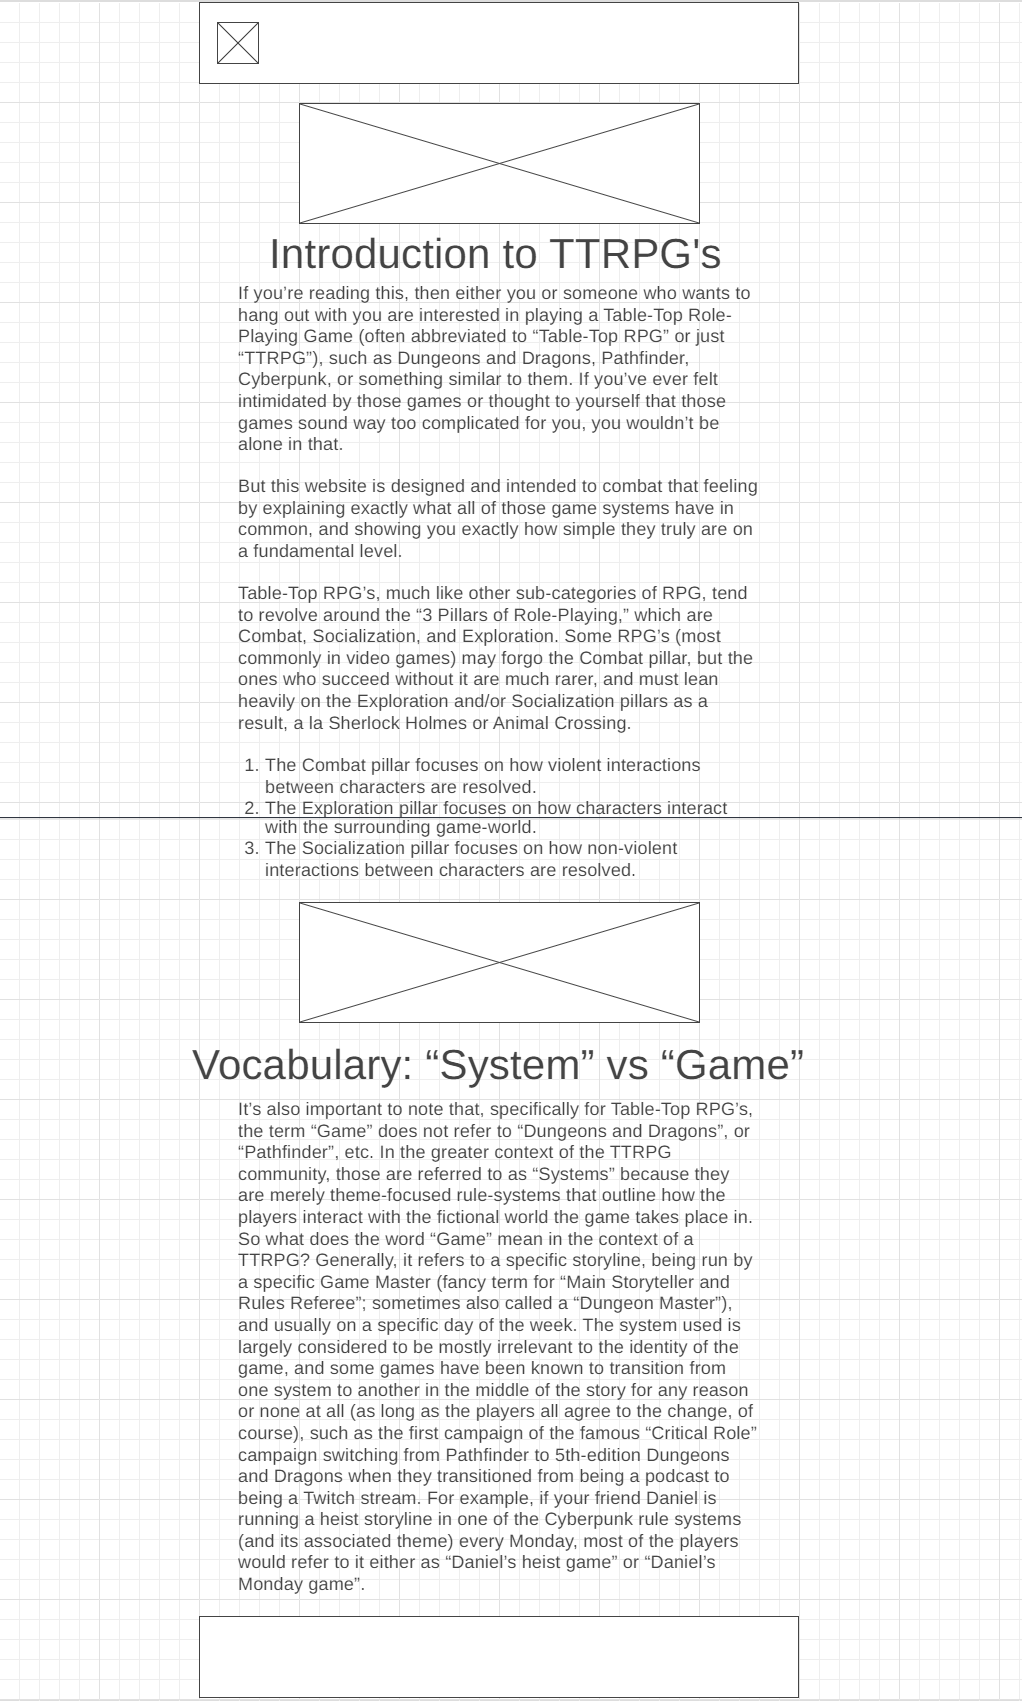 Introduction to TTRPG's
If you’re reading this, then either you or someone who wants to
hang out with you are interested in playing a Table-Top Role-
Playing Game (often abbreviated to “Table-Top RPG” or just
“TTRPG”), such as Dungeons and Dragons, Pathfinder,
Cyberpunk, or something similar to them. If you’ve ever felt
intimidated by those games or thought to yourself that those
games sound way too complicated for you, you wouldn’t be
alone in that.
But this website is designed and intended to combat that feeling
by explaining exactly what all of those game systems have in
common, and showing you exactly how simple they truly are on
a fundamental level.
Table-Top RPG’s, much like other sub-categories of RPG, tend
to revolve around the “3 Pillars of Role-Playing,” which are
Combat, Socialization, and Exploration. Some RPG’s (most
commonly in video games) may forgo the Combat pillar, but the
ones who succeed without it are much rarer, and must lean
heavily on the Exploration and/or Socialization pillars as a
result, a la Sherlock Holmes or Animal Crossing.
1. The Combat pillar focuses on how violent interactions
between characters are resolved.
2. The Exploration pillar focuses on how characters interact
with the surrounding game-world.
3. The Socialization pillar focuses on how non-violent
interactions between characters are resolved.
Vocabulary: “System” vs “Game”
It’s also important to note that, specifically for Table-Top RPG’s,
the term “Game” does not refer to “Dungeons and Dragons”, or
“Pathfinder”, etc. In the greater context of the TTRPG
community, those are referred to as “Systems” because they
are merely theme-focused rule-systems that outline how the
players interact with the fictional world the game takes place in.
So what does the word “Game” mean in the context of a
TTRPG? Generally, it refers to a specific storyline, being run by
a specific Game Master (fancy term for “Main Storyteller and
Rules Referee”; sometimes also called a “Dungeon Master”),
and usually on a specific day of the week. The system used is
largely considered to be mostly irrelevant to the identity of the
game, and some games have been known to transition from
one system to another in the middle of the story for any reason
or none at all (as long as the players all agree to the change, of
course), such as the first campaign of the famous “Critical Role”
campaign switching from Pathfinder to 5th-edition Dungeons
and Dragons when they transitioned from being a podcast to
being a Twitch stream. For example, if your friend Daniel is
running a heist storyline in one of the Cyberpunk rule systems
(and its associated theme) every Monday, most of the players
would refer to it either as “Daniel’s heist game” or “Daniel’s
Monday game”.